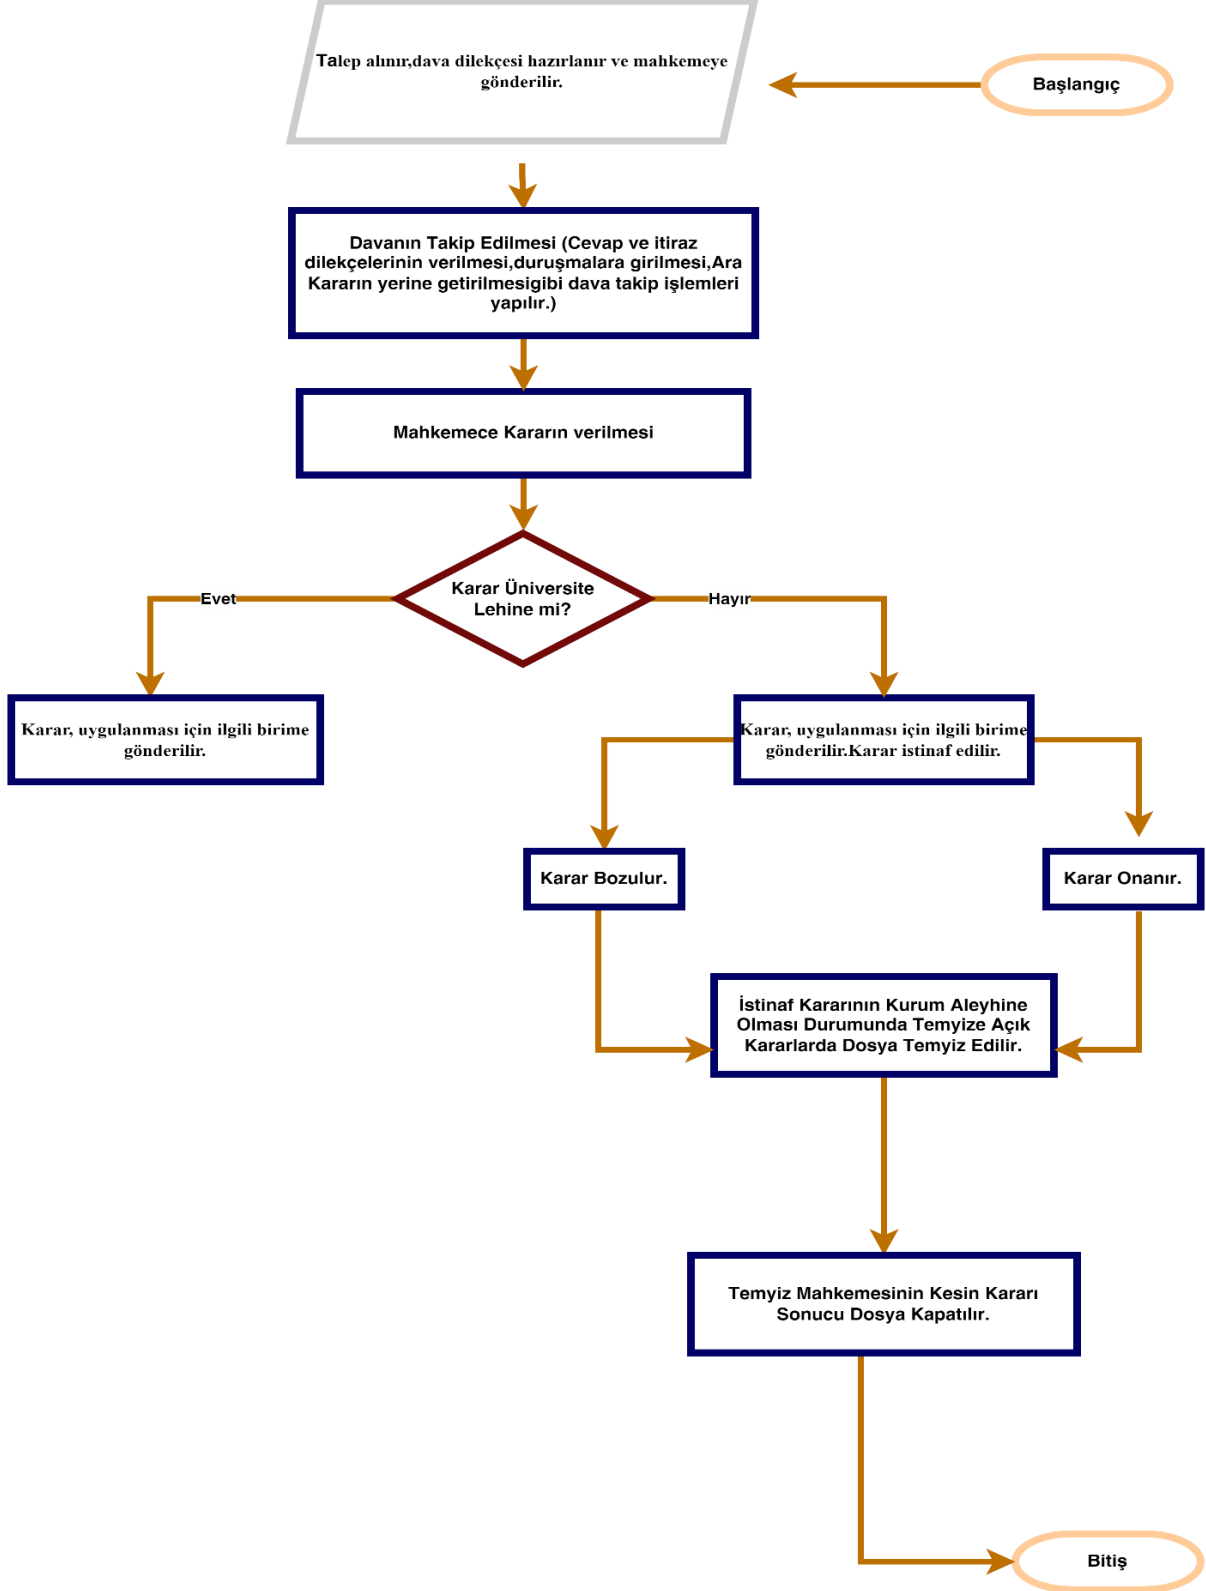 Talep alınır,dava dilekçesi hazırlanır ve mahkemeye
gönderilir.
Başlangıç
Davanın Takip Edilmesi (Cevap ve itiraz
dilekçelerinin verilmesi,duruşmalara girilmesi,Ara
Kararın yerine getirilmesigibi dava takip işlemleri
yapılır.)
Mahkemece Kararın verilmesi
Karar Üniversite
Lehine mi?
Evet
Hayır
Karar, uygulanması için ilgili birime
gönderilir.
Karar, uygulanması için ilgili birime
gönderilir.Karar istinaf edilir.
Karar Bozulur.
Karar Onanır.
İstinaf Kararının Kurum Aleyhine
Olması Durumunda Temyize Açık
Kararlarda Dosya Temyiz Edilir.
Temyiz Mahkemesinin Kesin Kararı
Sonucu Dosya Kapatılır.
Bitiş